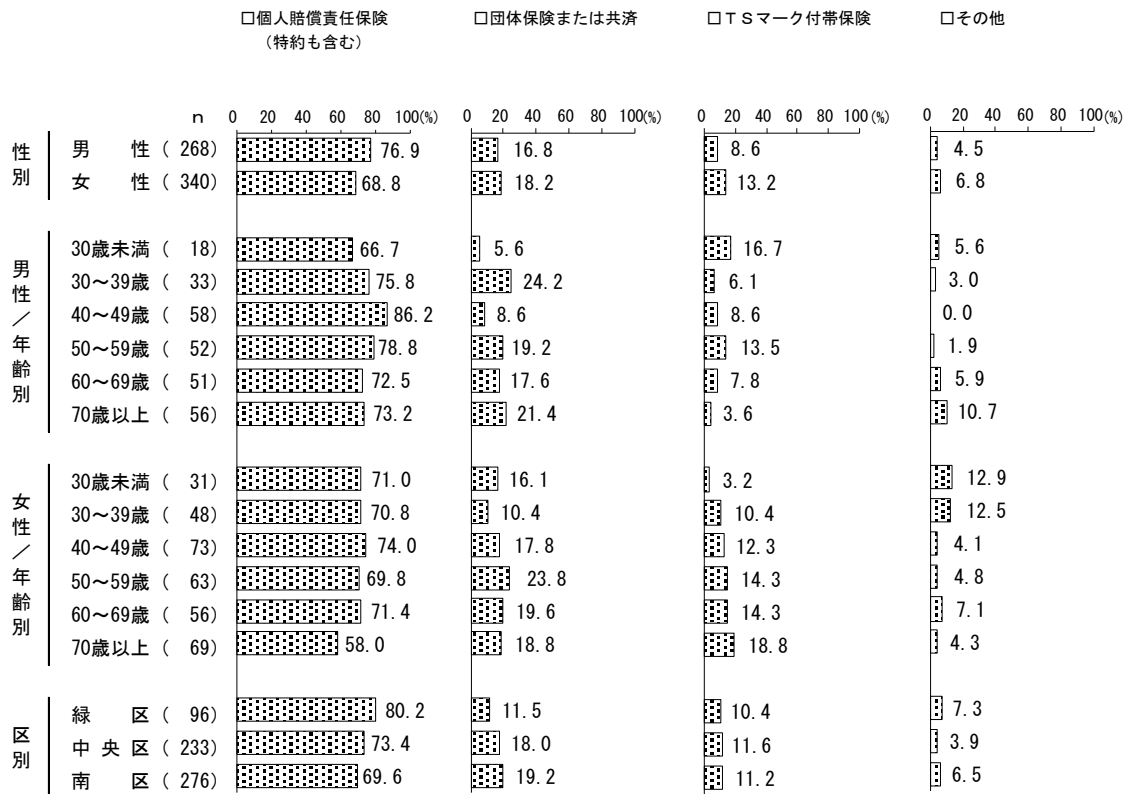 □個人賠償責任保険 □団体保険または共済 □ＴＳマーク付帯保険 □その他
（特約も含む）
n 0 20 40 60 80 100(%) 0 20 40 60 80 100(%) 0 20 40 60 80 100(%) 0 20 40 60 80 100(%)
性別
男性（268） 76.9 16.8 8.6 4.5
女性（340） 68.8 18.2 13.2 6.8
男性／年齢別
30歳未満（18） 66.7 5.6 16.7 5.6
30～39歳（33） 75.8 24.2 6.1 3.0
40～49歳（58） 86.2 8.6 8.6 0.0
50～59歳（52） 78.8 19.2 13.5 1.9
60～69歳（51） 72.5 17.6 7.8 5.9
70歳以上（56） 73.2 21.4 3.6 10.7
女性／年齢別
30歳未満（31） 71.0 16.1 3.2 12.9
30～39歳（48） 70.8 10.4 10.4 12.5
40～49歳（73） 74.0 17.8 12.3 4.1
50～59歳（63） 69.8 23.8 14.3 4.8
60～69歳（56） 71.4 19.6 14.3 7.1
70歳以上（69） 58.0 18.8 18.8 4.3
区別
緑区（96） 80.2 11.5 10.4 7.3
中央区（233） 73.4 18.0 11.6 3.9
南区（276） 69.6 19.2 11.2 6.5